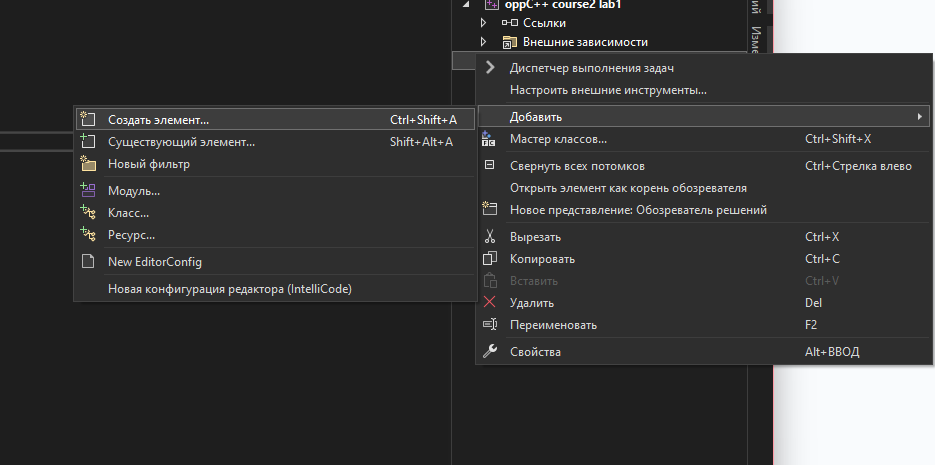 oppC++ course2 lab1
Ссылки
Внешние зависимости
Диспетчер выполнения задач
Настроить внешние инструменты...
Добавить
Мастер классов... Ctrl+Shift+X
Свернуть всех потомков Ctrl+Стрелка влево
Открыть элемент как корень обозревателя
Новое представление: Обозреватель решений
Вырезать Ctrl+X
Копировать Ctrl+C
Вставить Ctrl+V
Удалить Del
Переименовать F2
Свойства Alt+ВВОД
Создать элемент... Ctrl+Shift+A
Существующий элемент... Shift+Alt+A
Новый фильтр
Модуль...
Класс...
Ресурс...
New EditorConfig
Новая конфигурация редактора (IntelliCode)